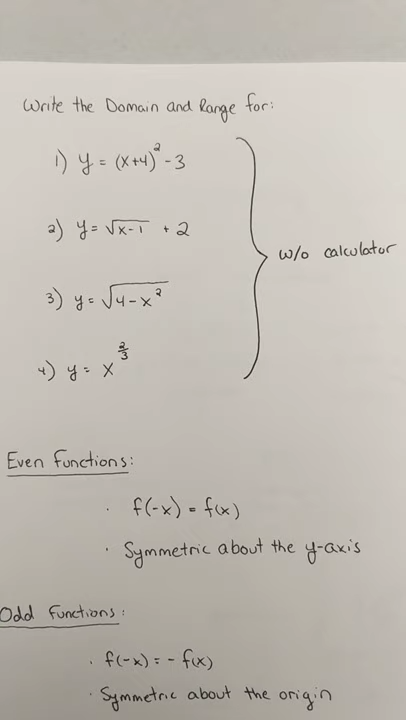 Write the Domain and Range for:
1) y = (x+4)² - 3
2) y = √x-1 + 2
w/o calculator
3) y = √4-x²
4) y = x^(2/3)
Even Functions:
· f(-x) = f(x)
· Symmetric about the y-axis
Odd Functions:
· f(-x) = - f(x)
· Symmetric about the origin